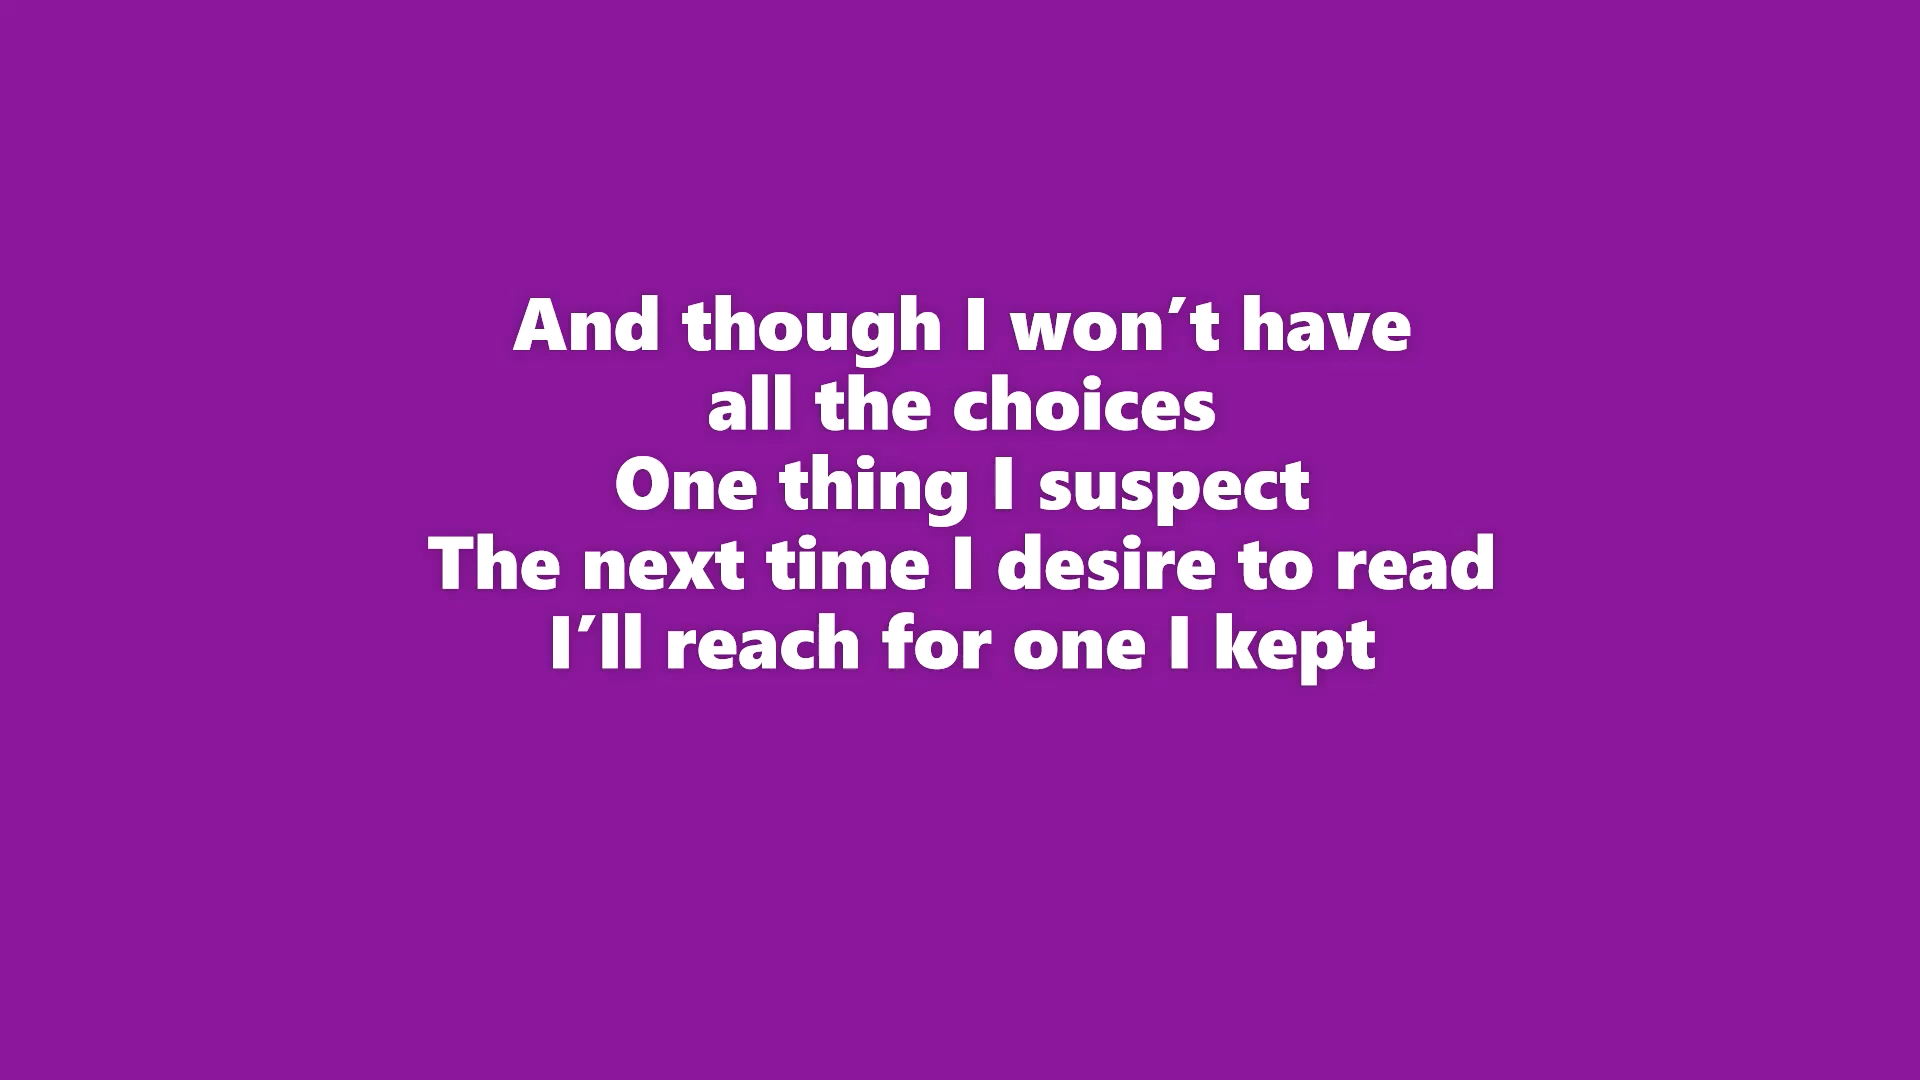 And though I won’t have
all the choices
One thing I suspect
The next time I desire to read
I’ll reach for one I kept